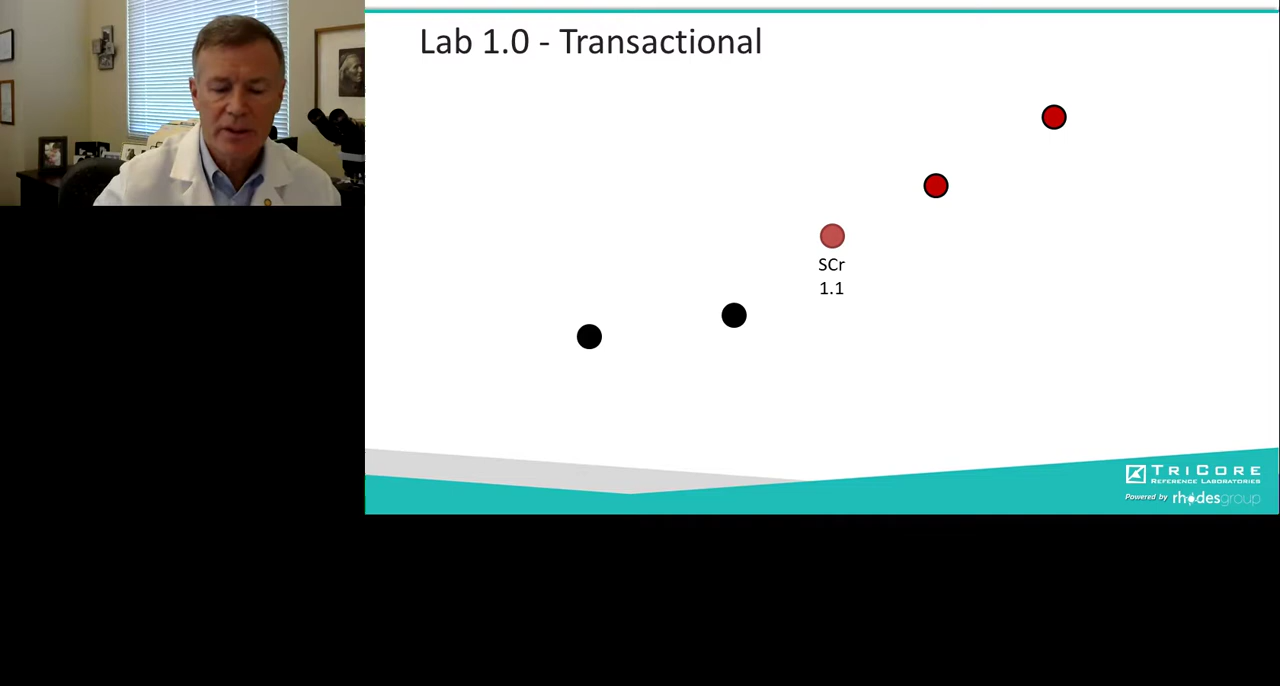 Lab 1.0 - Transactional
SCr
1.1
TRICORE
REFERENCE LABORATORIES
Powered by rhodesgroup